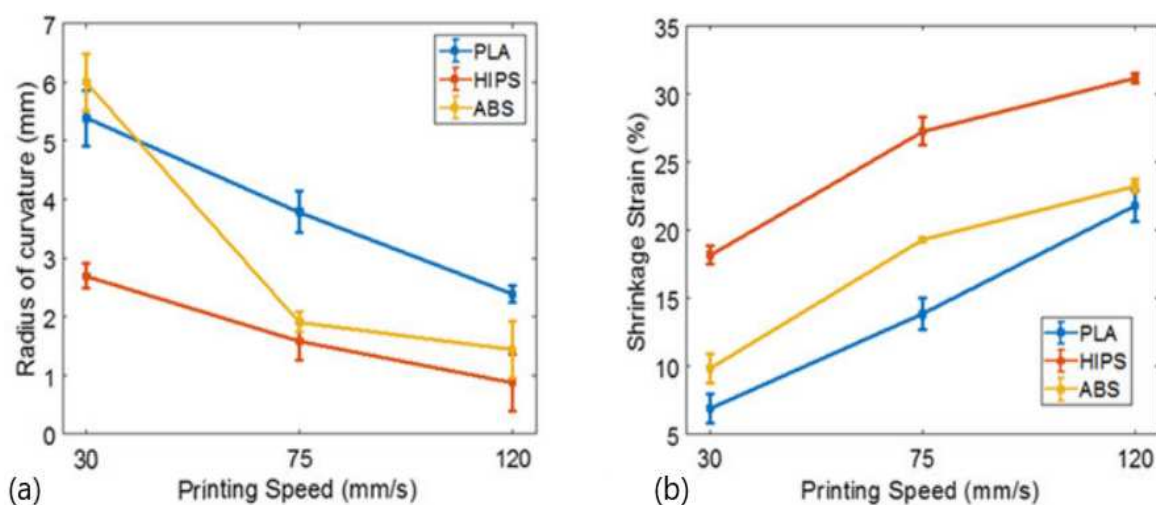 7
6
5
4
3
2
1
0
Radius of curvature (mm)
PLA
HIPS
ABS
30 75 120
Printing Speed (mm/s)
(a)
35
30
25
20
15
10
5
Shrinkage Strain (%)
PLA
HIPS
ABS
30 75 120
Printing Speed (mm/s)
(b)